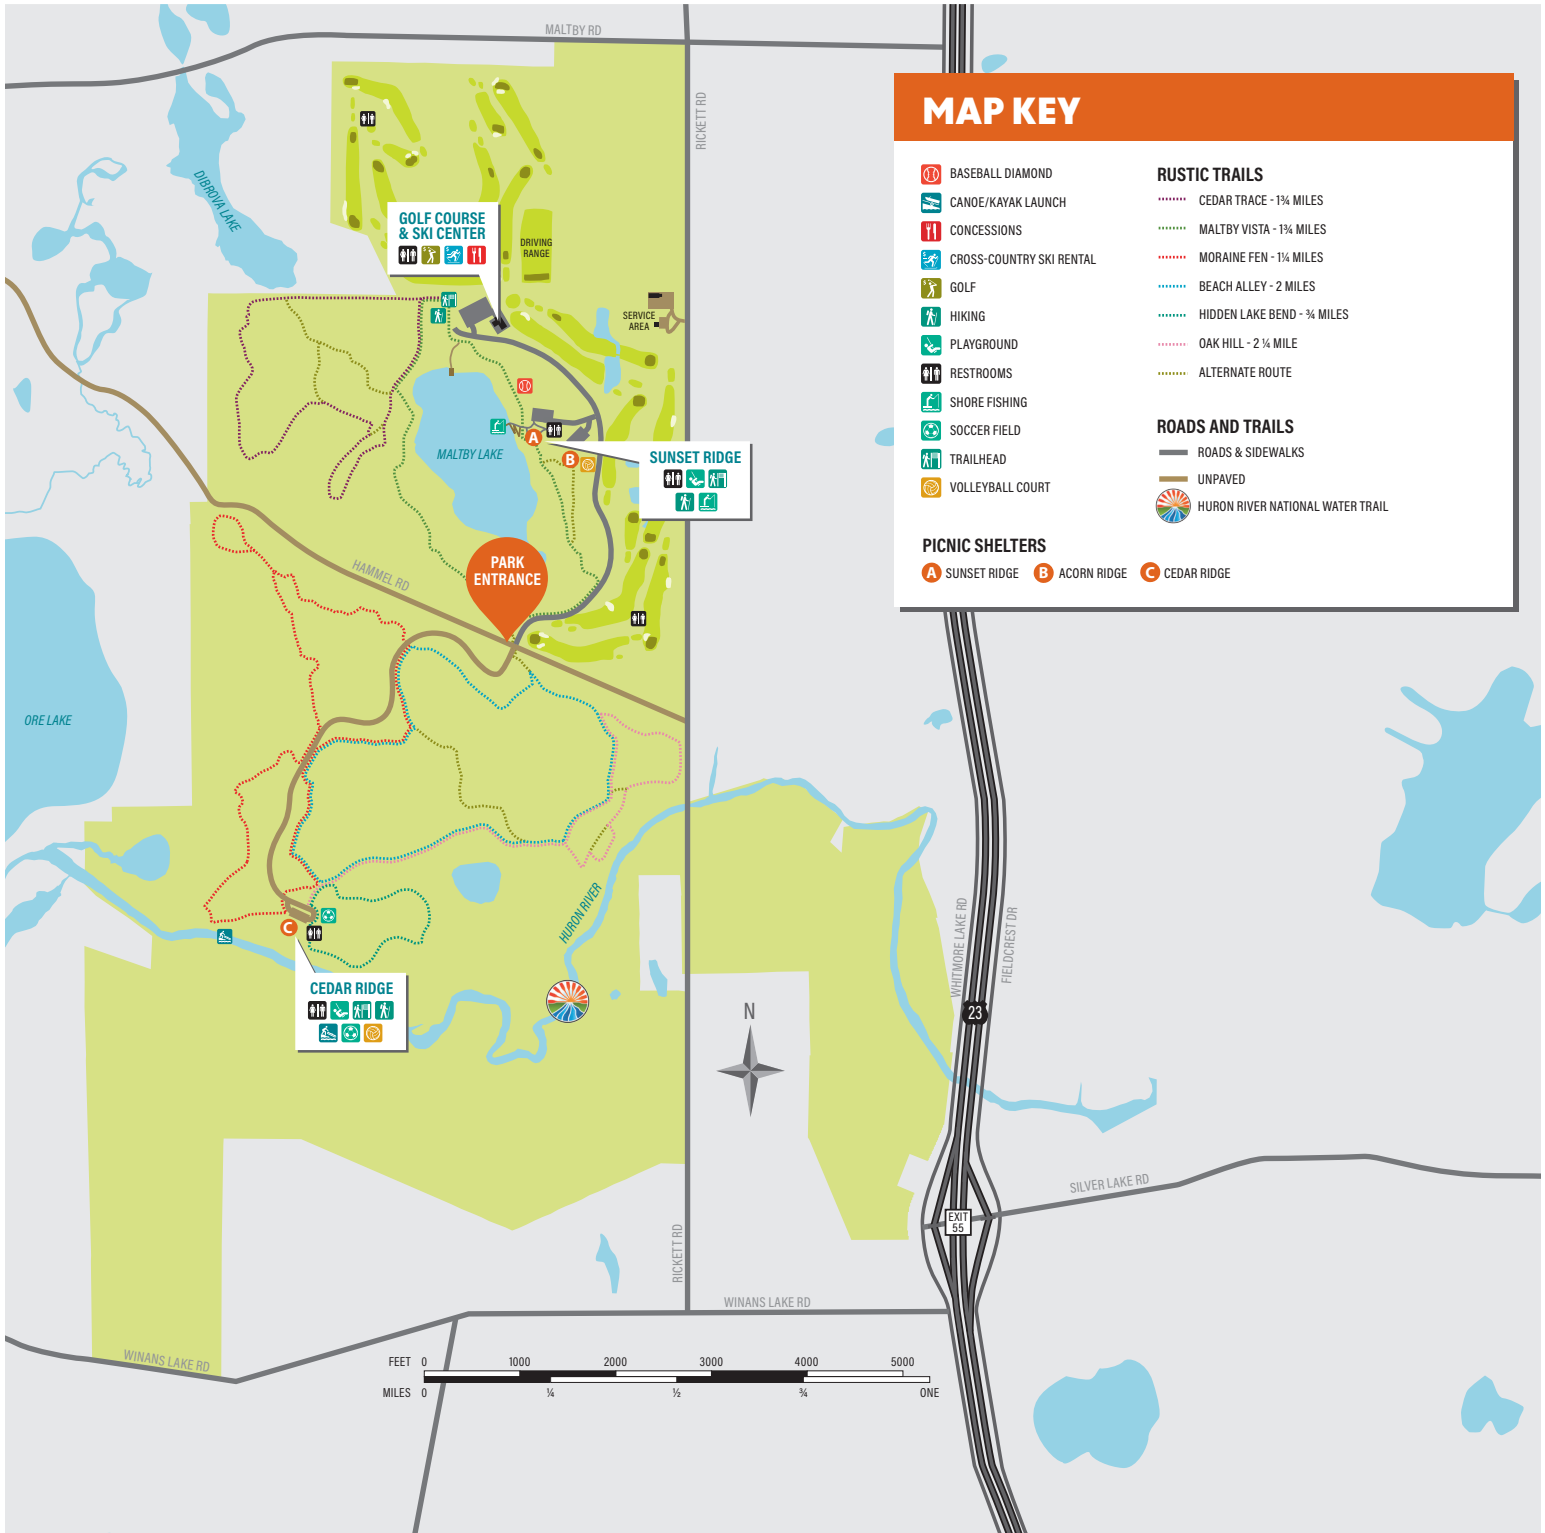 MALTBY RD
RICKETT RD
DIBROVA LAKE
GOLF COURSE
& SKI CENTER
DRIVING
RANGE
SERVICE
AREA
MALTBY LAKE
A
B
SUNSET RIDGE
PARK
ENTRANCE
HAMMEL RD
ORE LAKE
HURON RIVER
C
CEDAR RIDGE
N
WHITMORE LAKE RD
FIELDCREST DR
23
SILVER LAKE RD
EXIT
55
RICKETT RD
WINANS LAKE RD
WINANS LAKE RD
FEET 0 1000 2000 3000 4000 5000
MILES 0 ¼ ½ ¾ ONE
MAP KEY
BASEBALL DIAMOND
CANOE/KAYAK LAUNCH
CONCESSIONS
CROSS-COUNTRY SKI RENTAL
GOLF
HIKING
PLAYGROUND
RESTROOMS
SHORE FISHING
SOCCER FIELD
TRAILHEAD
VOLLEYBALL COURT
RUSTIC TRAILS
CEDAR TRACE - 1¾ MILES
MALTBY VISTA - 1¾ MILES
MORAINE FEN - 1¼ MILES
BEACH ALLEY - 2 MILES
HIDDEN LAKE BEND - ¾ MILES
OAK HILL - 2 ¼ MILE
ALTERNATE ROUTE
ROADS AND TRAILS
ROADS & SIDEWALKS
UNPAVED
HURON RIVER NATIONAL WATER TRAIL
PICNIC SHELTERS
A SUNSET RIDGE B ACORN RIDGE C CEDAR RIDGE